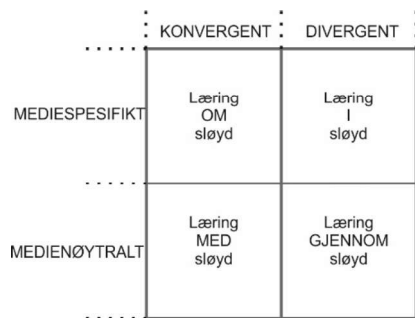 KONVERGENT DIVERGENT
MEDIESPESIFIKT
Læring
OM
sløyd
Læring
I
sløyd
MEDIENØYTRALT
Læring
MED
sløyd
Læring
GJENNOM
sløyd